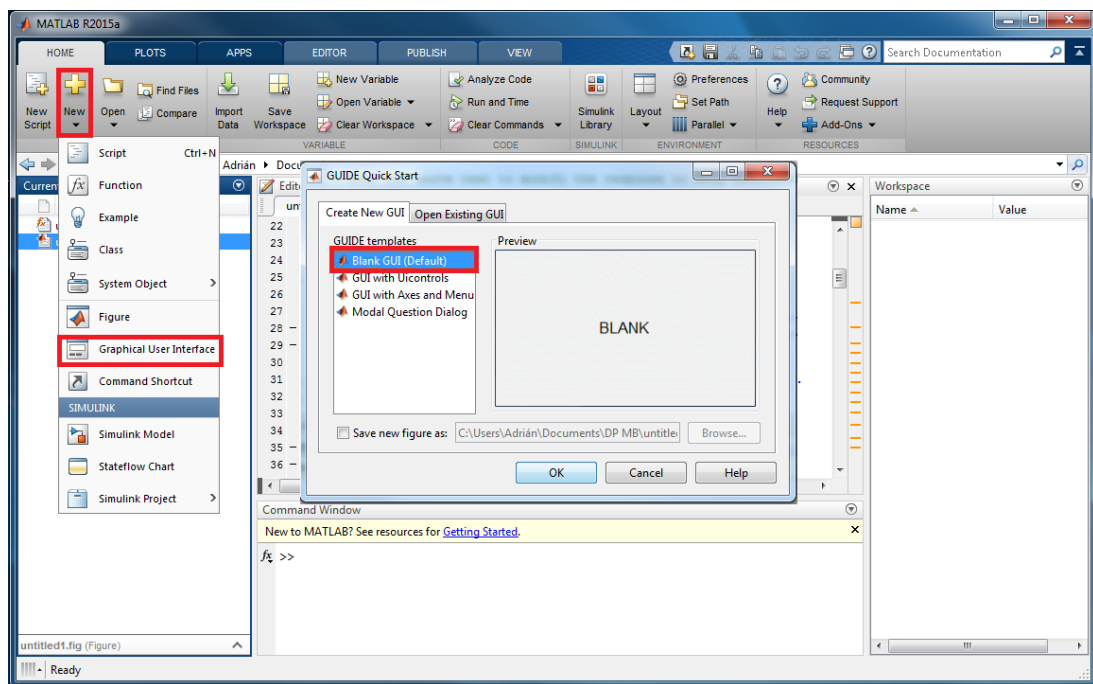 MATLAB R2015a
HOME PLOTS APPS EDITOR PUBLISH VIEW Search Documentation
New Script
New
Open
Find Files
Compare
Import Data
Save Workspace
New Variable
Open Variable
Clear Workspace
Analyze Code
Run and Time
Clear Commands
Simulink Library
Layout
Preferences
Set Path
Parallel
Help
Community
Request Support
Add-Ons
VARIABLE CODE SIMULINK ENVIRONMENT RESOURCES
Script Ctrl+N
Function
Example
Class
System Object
Figure
Graphical User Interface
Command Shortcut
SIMULINK
Simulink Model
Stateflow Chart
Simulink Project
Adrián
GUIDE Quick Start
Create New GUI Open Existing GUI
GUIDE templates
Blank GUI (Default)
GUI with Uicontrols
GUI with Axes and Menu
Modal Question Dialog
Preview
BLANK
Save new figure as: C:\Users\Adrián\Documents\DP MB\untitle Browse...
OK Cancel Help
22
23
24
25
26
27
28 –
29 –
30
31
32
33
34
35 –
36 –
Workspace
Name Value
Command Window
New to MATLAB? See resources for Getting Started.
fx >>
untitled1.fig (Figure)
Ready